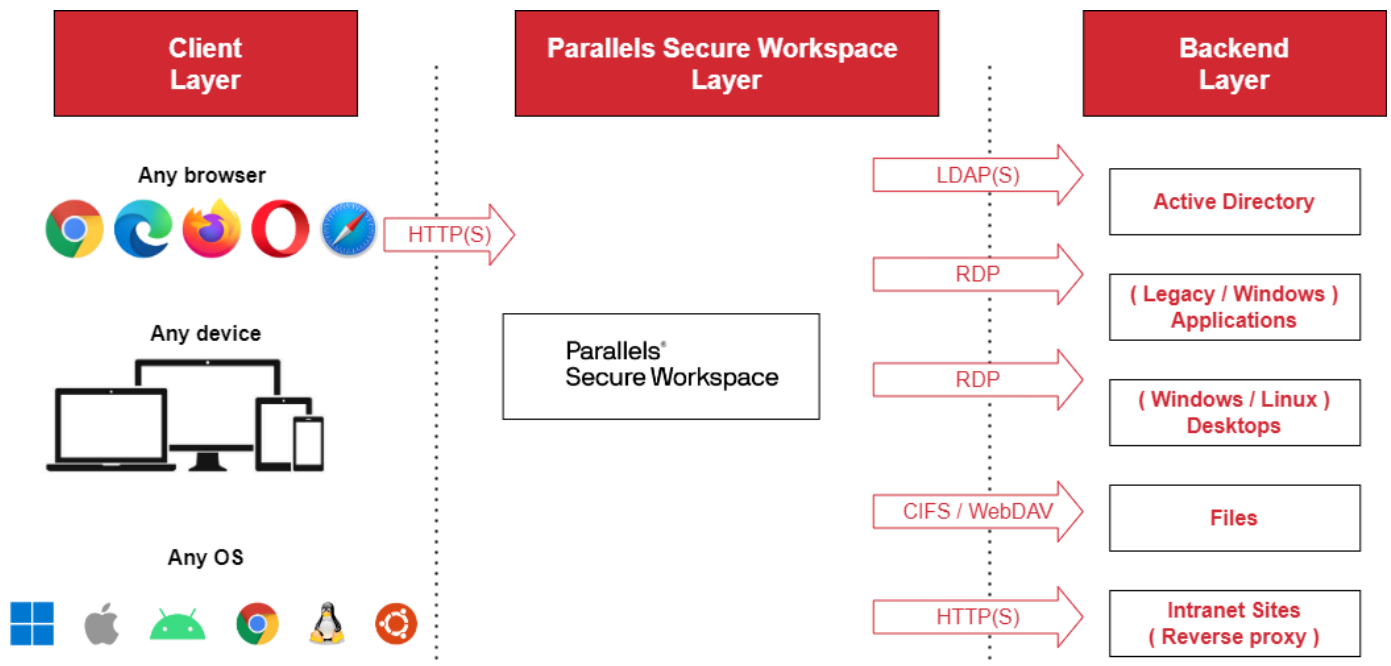 Client
Layer
Parallels Secure Workspace
Layer
Backend
Layer
Any browser
HTTP(S)
Any device
Any OS
Parallels®
Secure Workspace
LDAP(S)
Active Directory
RDP
( Legacy / Windows )
Applications
RDP
( Windows / Linux )
Desktops
CIFS / WebDAV
Files
HTTP(S)
Intranet Sites
( Reverse proxy )